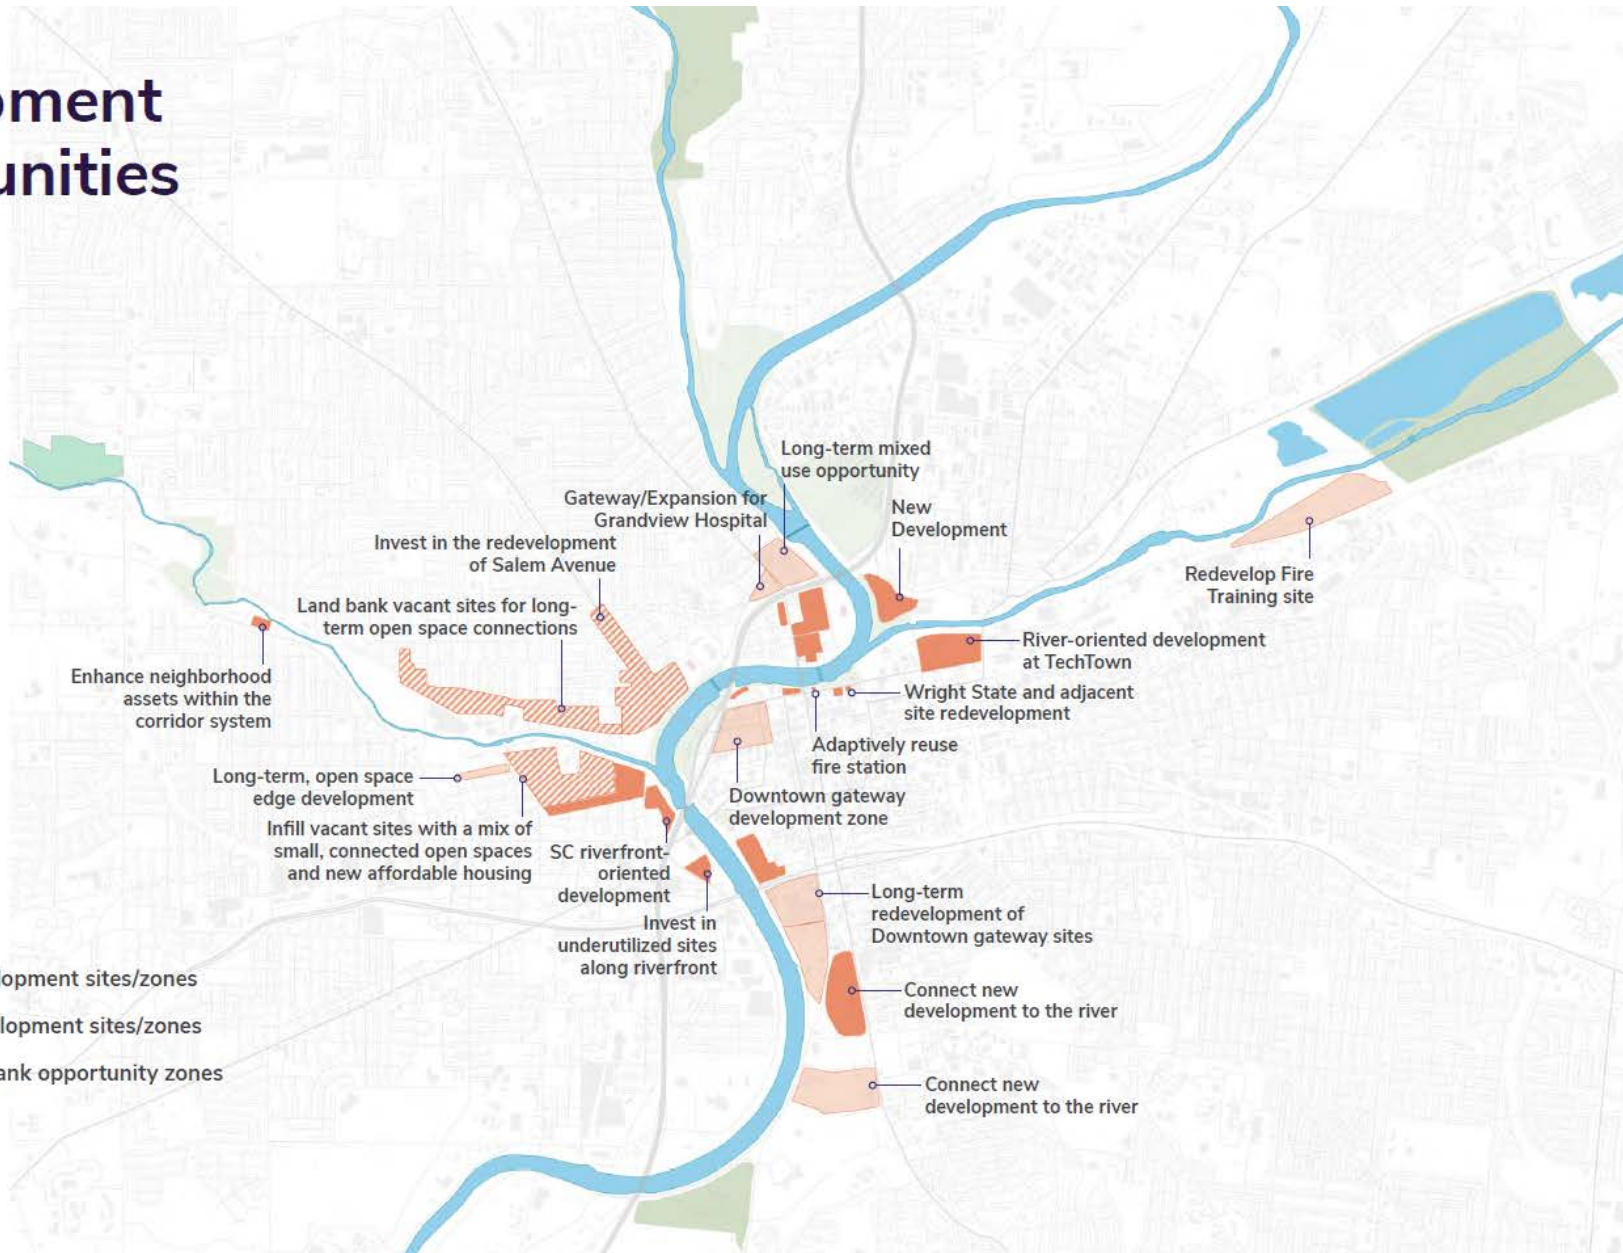 pment
unities
Long-term mixed
use opportunity
Gateway/Expansion for
Grandview Hospital
New
Development
Invest in the redevelopment
of Salem Avenue
Redevelop Fire
Training site
Land bank vacant sites for long-
term open space connections
River-oriented development
at TechTown
Enhance neighborhood
assets within the
corridor system
Wright State and adjacent
site redevelopment
Adaptively reuse
fire station
Long-term, open space
edge development
Downtown gateway
development zone
Infill vacant sites with a mix of
small, connected open spaces
and new affordable housing
SC riverfront-
oriented
development
Long-term
redevelopment of
Downtown gateway sites
Invest in
underutilized sites
along riverfront
lopment sites/zones
Connect new
development to the river
lopment sites/zones
ank opportunity zones
Connect new
development to the river